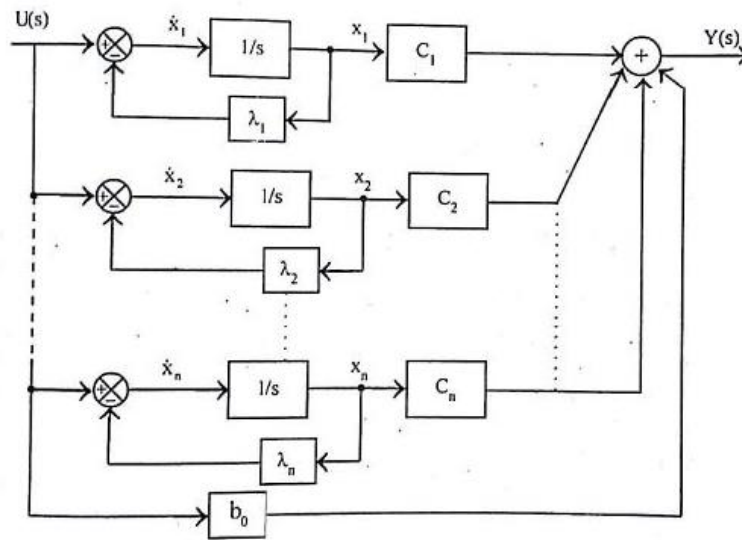 U(s) + − ẋ₁ 1/s x₁ C₁ + Y(s)
λ₁
+ − ẋ₂ 1/s x₂ C₂
λ₂
+ − ẋₙ 1/s xₙ Cₙ
λₙ
b₀